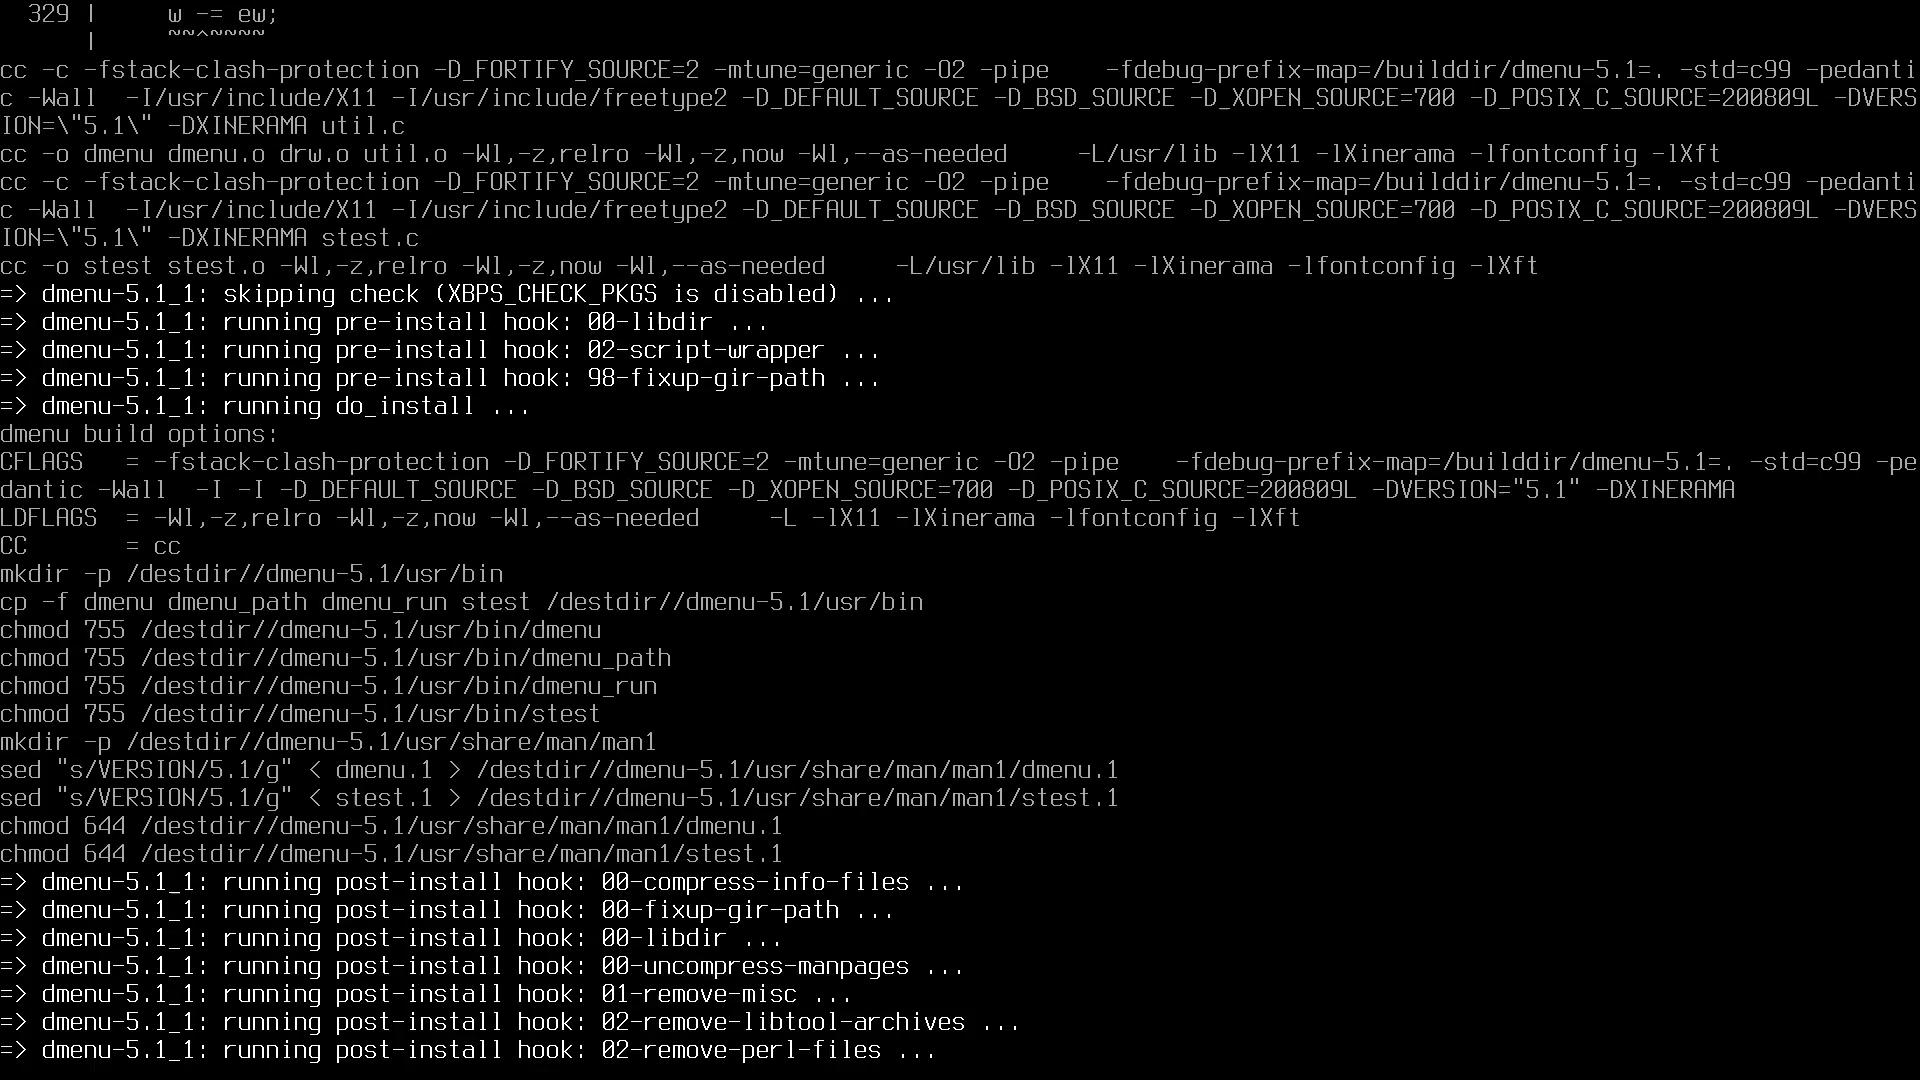 329 |     w -= ew;
    |     ~~^~~~~
cc -c -fstack-clash-protection -D_FORTIFY_SOURCE=2 -mtune=generic -O2 -pipe    -fdebug-prefix-map=/builddir/dmenu-5.1=. -std=c99 -pedanti
c -Wall  -I/usr/include/X11 -I/usr/include/freetype2 -D_DEFAULT_SOURCE -D_BSD_SOURCE -D_XOPEN_SOURCE=700 -D_POSIX_C_SOURCE=200809L -DVERS
ION=\"5.1\" -DXINERAMA util.c
cc -o dmenu dmenu.o drw.o util.o -Wl,-z,relro -Wl,-z,now -Wl,--as-needed     -L/usr/lib -lX11 -lXinerama -lfontconfig -lXft
cc -c -fstack-clash-protection -D_FORTIFY_SOURCE=2 -mtune=generic -O2 -pipe    -fdebug-prefix-map=/builddir/dmenu-5.1=. -std=c99 -pedanti
c -Wall  -I/usr/include/X11 -I/usr/include/freetype2 -D_DEFAULT_SOURCE -D_BSD_SOURCE -D_XOPEN_SOURCE=700 -D_POSIX_C_SOURCE=200809L -DVERS
ION=\"5.1\" -DXINERAMA stest.c
cc -o stest stest.o -Wl,-z,relro -Wl,-z,now -Wl,--as-needed     -L/usr/lib -lX11 -lXinerama -lfontconfig -lXft
=> dmenu-5.1_1: skipping check (XBPS_CHECK_PKGS is disabled) ...
=> dmenu-5.1_1: running pre-install hook: 00-libdir ...
=> dmenu-5.1_1: running pre-install hook: 02-script-wrapper ...
=> dmenu-5.1_1: running pre-install hook: 98-fixup-gir-path ...
=> dmenu-5.1_1: running do_install ...
dmenu build options:
CFLAGS   = -fstack-clash-protection -D_FORTIFY_SOURCE=2 -mtune=generic -O2 -pipe    -fdebug-prefix-map=/builddir/dmenu-5.1=. -std=c99 -pe
dantic -Wall  -I -I -D_DEFAULT_SOURCE -D_BSD_SOURCE -D_XOPEN_SOURCE=700 -D_POSIX_C_SOURCE=200809L -DVERSION="5.1" -DXINERAMA
LDFLAGS  = -Wl,-z,relro -Wl,-z,now -Wl,--as-needed     -L -lX11 -lXinerama -lfontconfig -lXft
CC       = cc
mkdir -p /destdir//dmenu-5.1/usr/bin
cp -f dmenu dmenu_path dmenu_run stest /destdir//dmenu-5.1/usr/bin
chmod 755 /destdir//dmenu-5.1/usr/bin/dmenu
chmod 755 /destdir//dmenu-5.1/usr/bin/dmenu_path
chmod 755 /destdir//dmenu-5.1/usr/bin/dmenu_run
chmod 755 /destdir//dmenu-5.1/usr/bin/stest
mkdir -p /destdir//dmenu-5.1/usr/share/man/man1
sed "s/VERSION/5.1/g" < dmenu.1 > /destdir//dmenu-5.1/usr/share/man/man1/dmenu.1
sed "s/VERSION/5.1/g" < stest.1 > /destdir//dmenu-5.1/usr/share/man/man1/stest.1
chmod 644 /destdir//dmenu-5.1/usr/share/man/man1/dmenu.1
chmod 644 /destdir//dmenu-5.1/usr/share/man/man1/stest.1
=> dmenu-5.1_1: running post-install hook: 00-compress-info-files ...
=> dmenu-5.1_1: running post-install hook: 00-fixup-gir-path ...
=> dmenu-5.1_1: running post-install hook: 00-libdir ...
=> dmenu-5.1_1: running post-install hook: 00-uncompress-manpages ...
=> dmenu-5.1_1: running post-install hook: 01-remove-misc ...
=> dmenu-5.1_1: running post-install hook: 02-remove-libtool-archives ...
=> dmenu-5.1_1: running post-install hook: 02-remove-perl-files ...